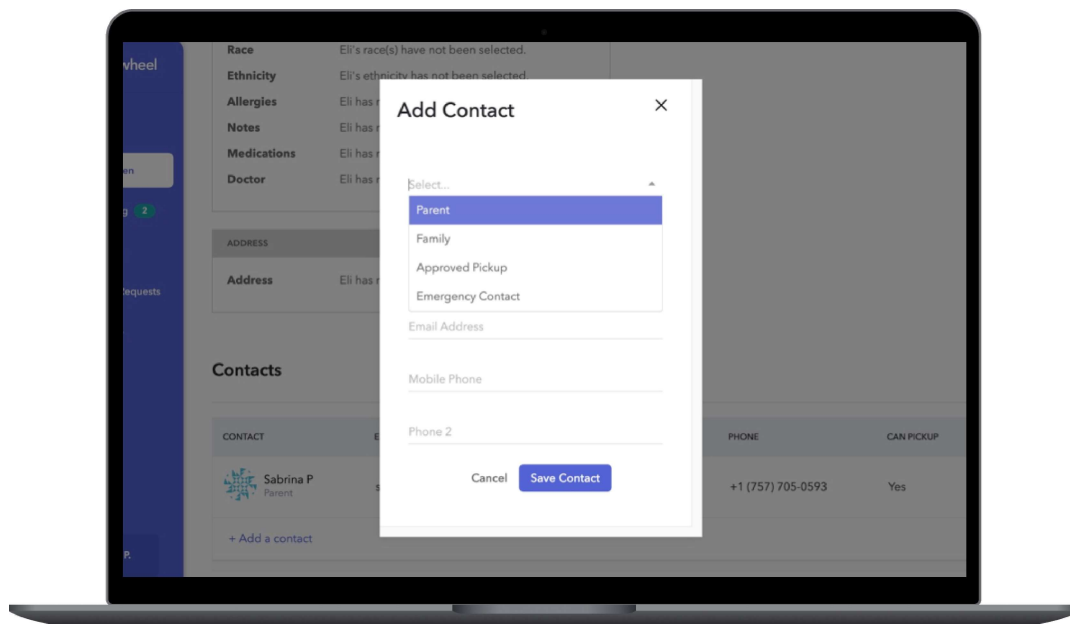 wheel
Race Eli's race(s) have not been selected.
Ethnicity Eli's ethnicity has not been selected.
Allergies Eli has
Notes Eli has
Medications Eli has
Doctor Eli has
2
ADDRESS
Address Eli has
Requests
Contacts
CONTACT
PHONE
CAN PICKUP
Sabrina P
Parent
+1 (757) 705-0593
Yes
+ Add a contact
P.
Add Contact
Select...
Parent
Family
Approved Pickup
Emergency Contact
Email Address
Mobile Phone
Phone 2
Cancel
Save Contact